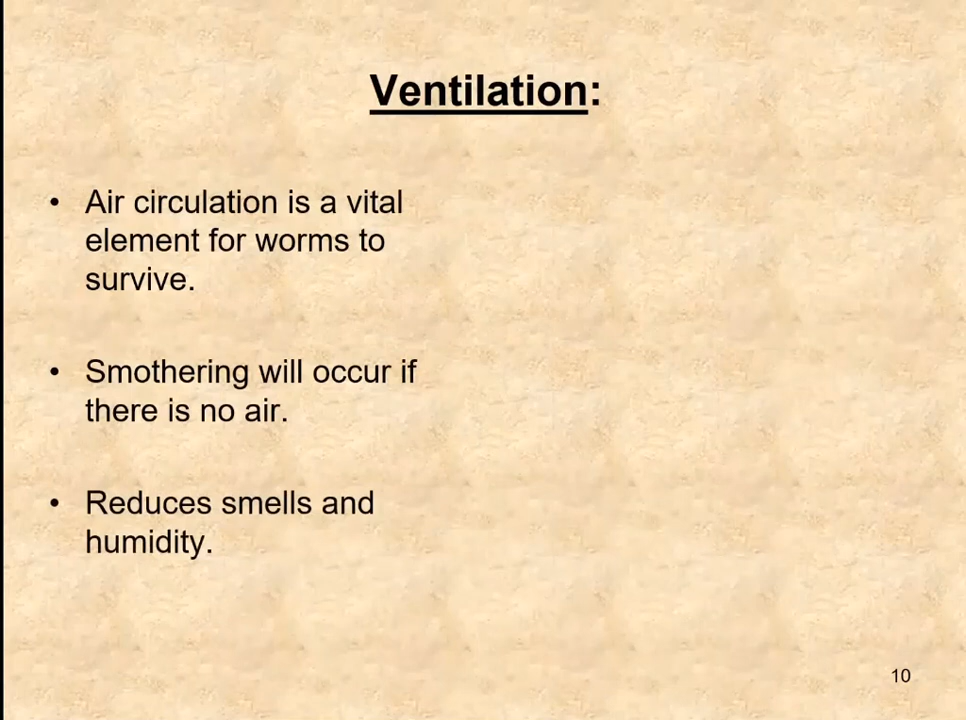 Ventilation:
• Air circulation is a vital
element for worms to
survive.
• Smothering will occur if
there is no air.
• Reduces smells and
humidity.
10